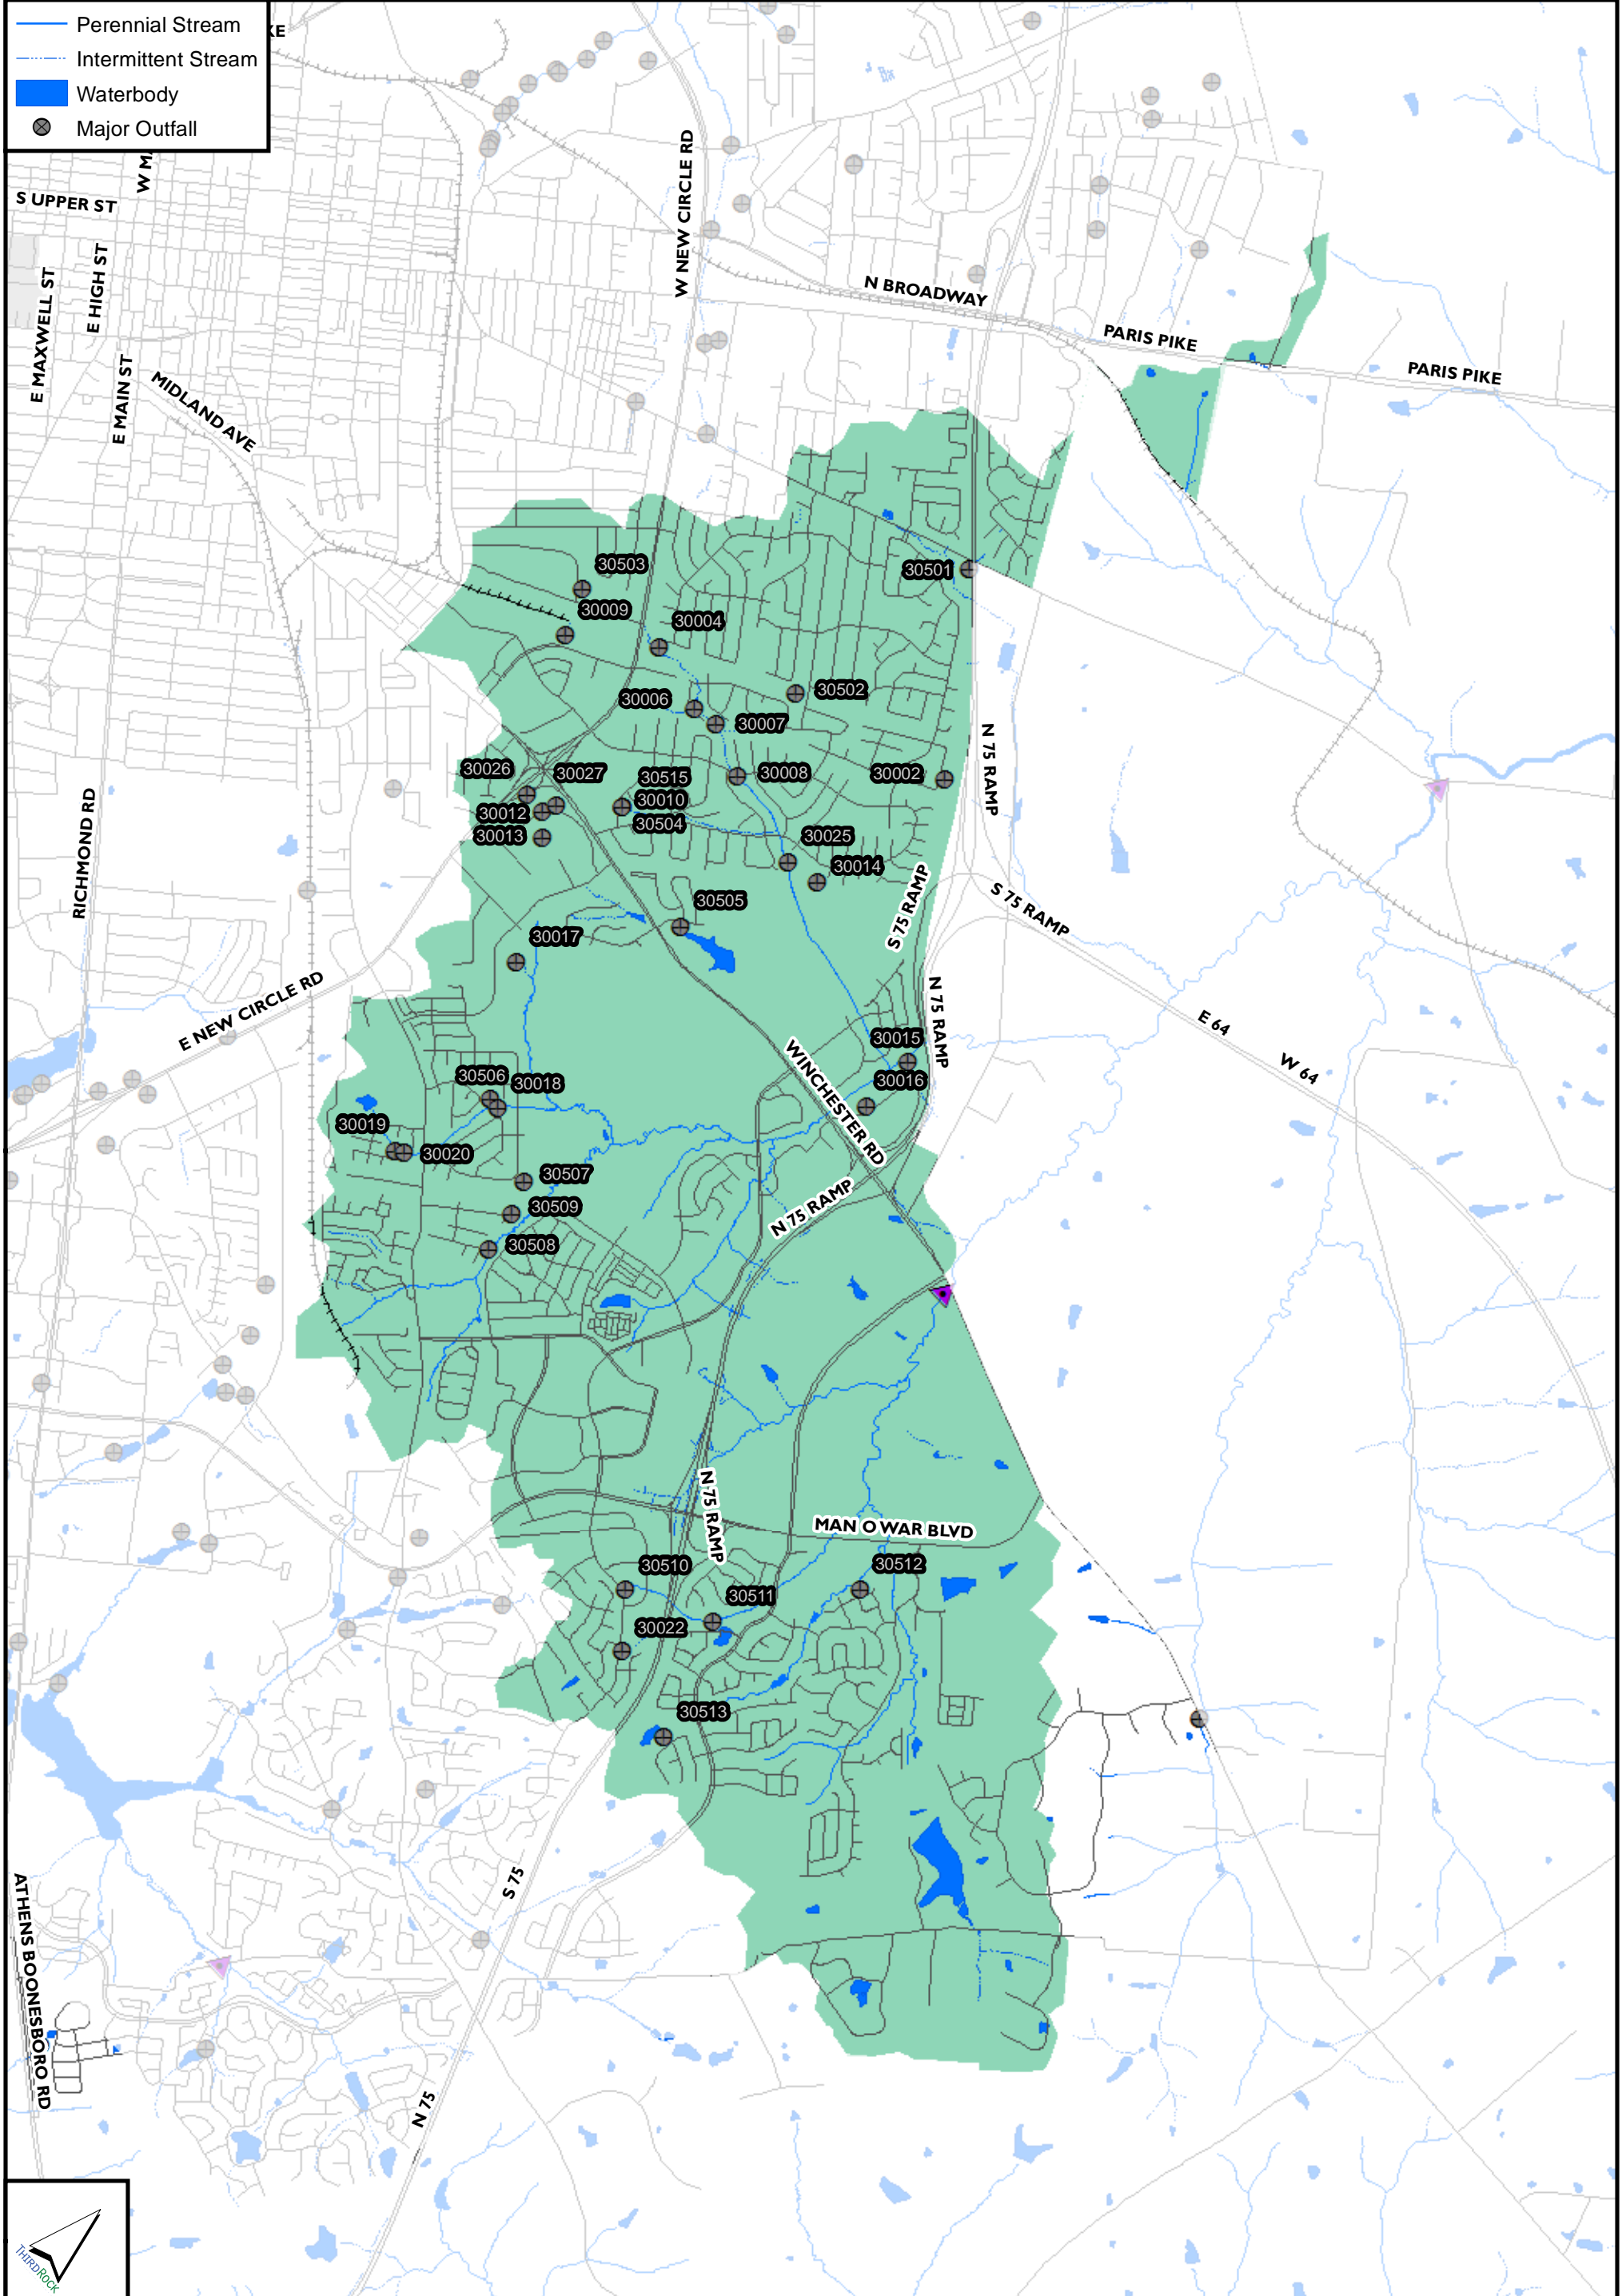 Perennial Stream
Intermittent Stream
Waterbody
Major Outfall
KE
W MA
S UPPER ST
E HIGH ST
E MAXWELL ST
E MAIN ST
MIDLAND AVE
W NEW CIRCLE RD
N BROADWAY
PARIS PIKE
PARIS PIKE
30503
30501
30009
30004
30502
30006
30007
N 75 RAMP
30026
30027
30515
30008
30002
30010
30012
30504
30013
30025
30014
RICHMOND RD
30505
S 75 RAMP
S 75 RAMP
30017
E NEW CIRCLE RD
N 75 RAMP
E 64
W 64
30015
WINCHESTER RD
30016
30506
30018
30019
30020
30507
30509
N 75 RAMP
30508
N 75 RAMP
MAN O WAR BLVD
30510
30512
30511
30022
30513
S 75
ATHENS BOONESBORO RD
N 75
THIRDROCK